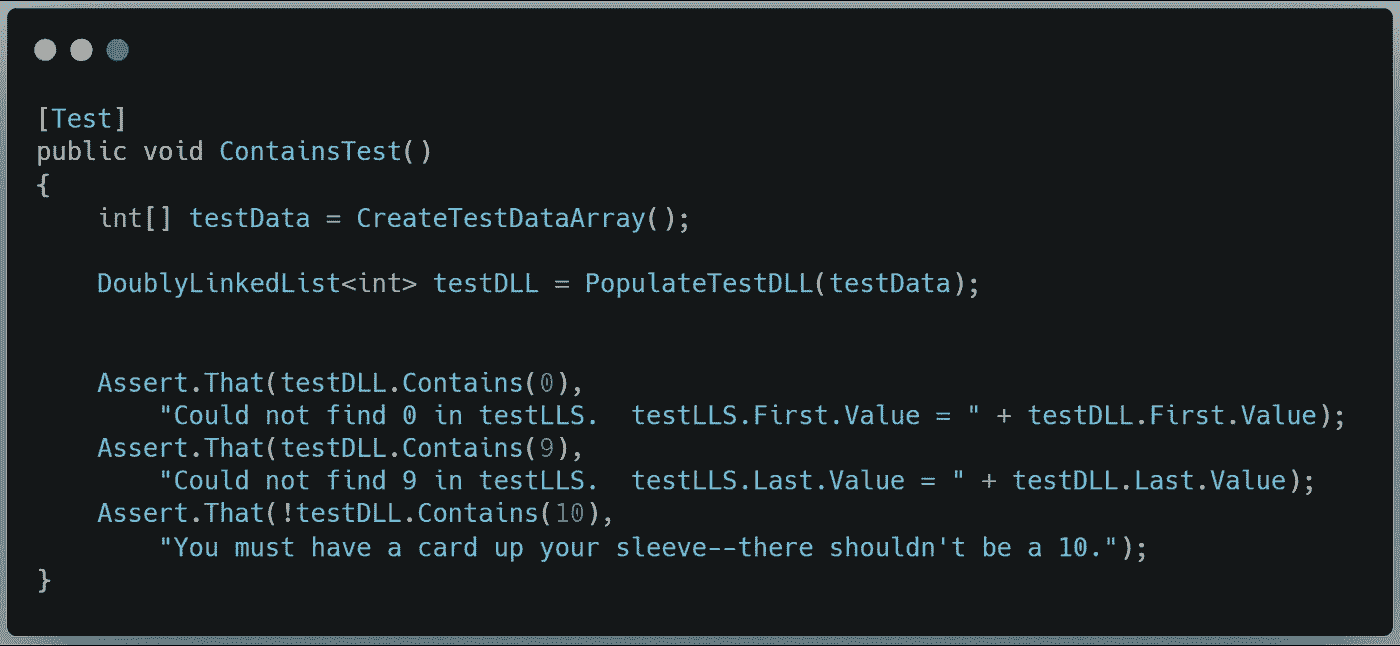 [Test]
public void ContainsTest()
{
    int[] testData = CreateTestDataArray();
    DoublyLinkedList<int> testDLL = PopulateTestDLL(testData);
    Assert.That(testDLL.Contains(0),
        "Could not find 0 in testLLS.  testLLS.First.Value = " + testDLL.First.Value);
    Assert.That(testDLL.Contains(9),
        "Could not find 9 in testLLS.  testLLS.Last.Value = " + testDLL.Last.Value);
    Assert.That(!testDLL.Contains(10),
        "You must have a card up your sleeve--there shouldn't be a 10.");
}